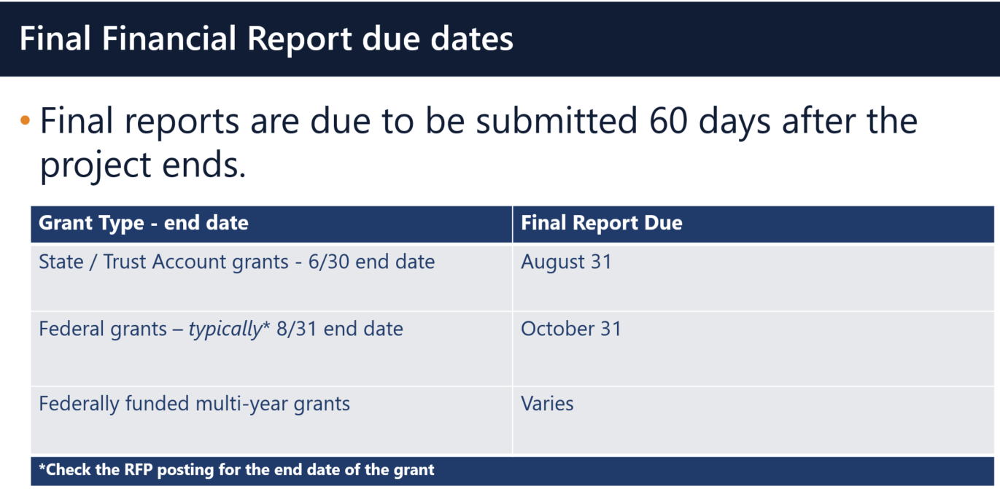 Final Financial Report due dates
• Final reports are due to be submitted 60 days after the
project ends.
Grant Type - end date
Final Report Due
State / Trust Account grants - 6/30 end date
August 31
Federal grants – typically* 8/31 end date
October 31
Federally funded multi-year grants
Varies
*Check the RFP posting for the end date of the grant